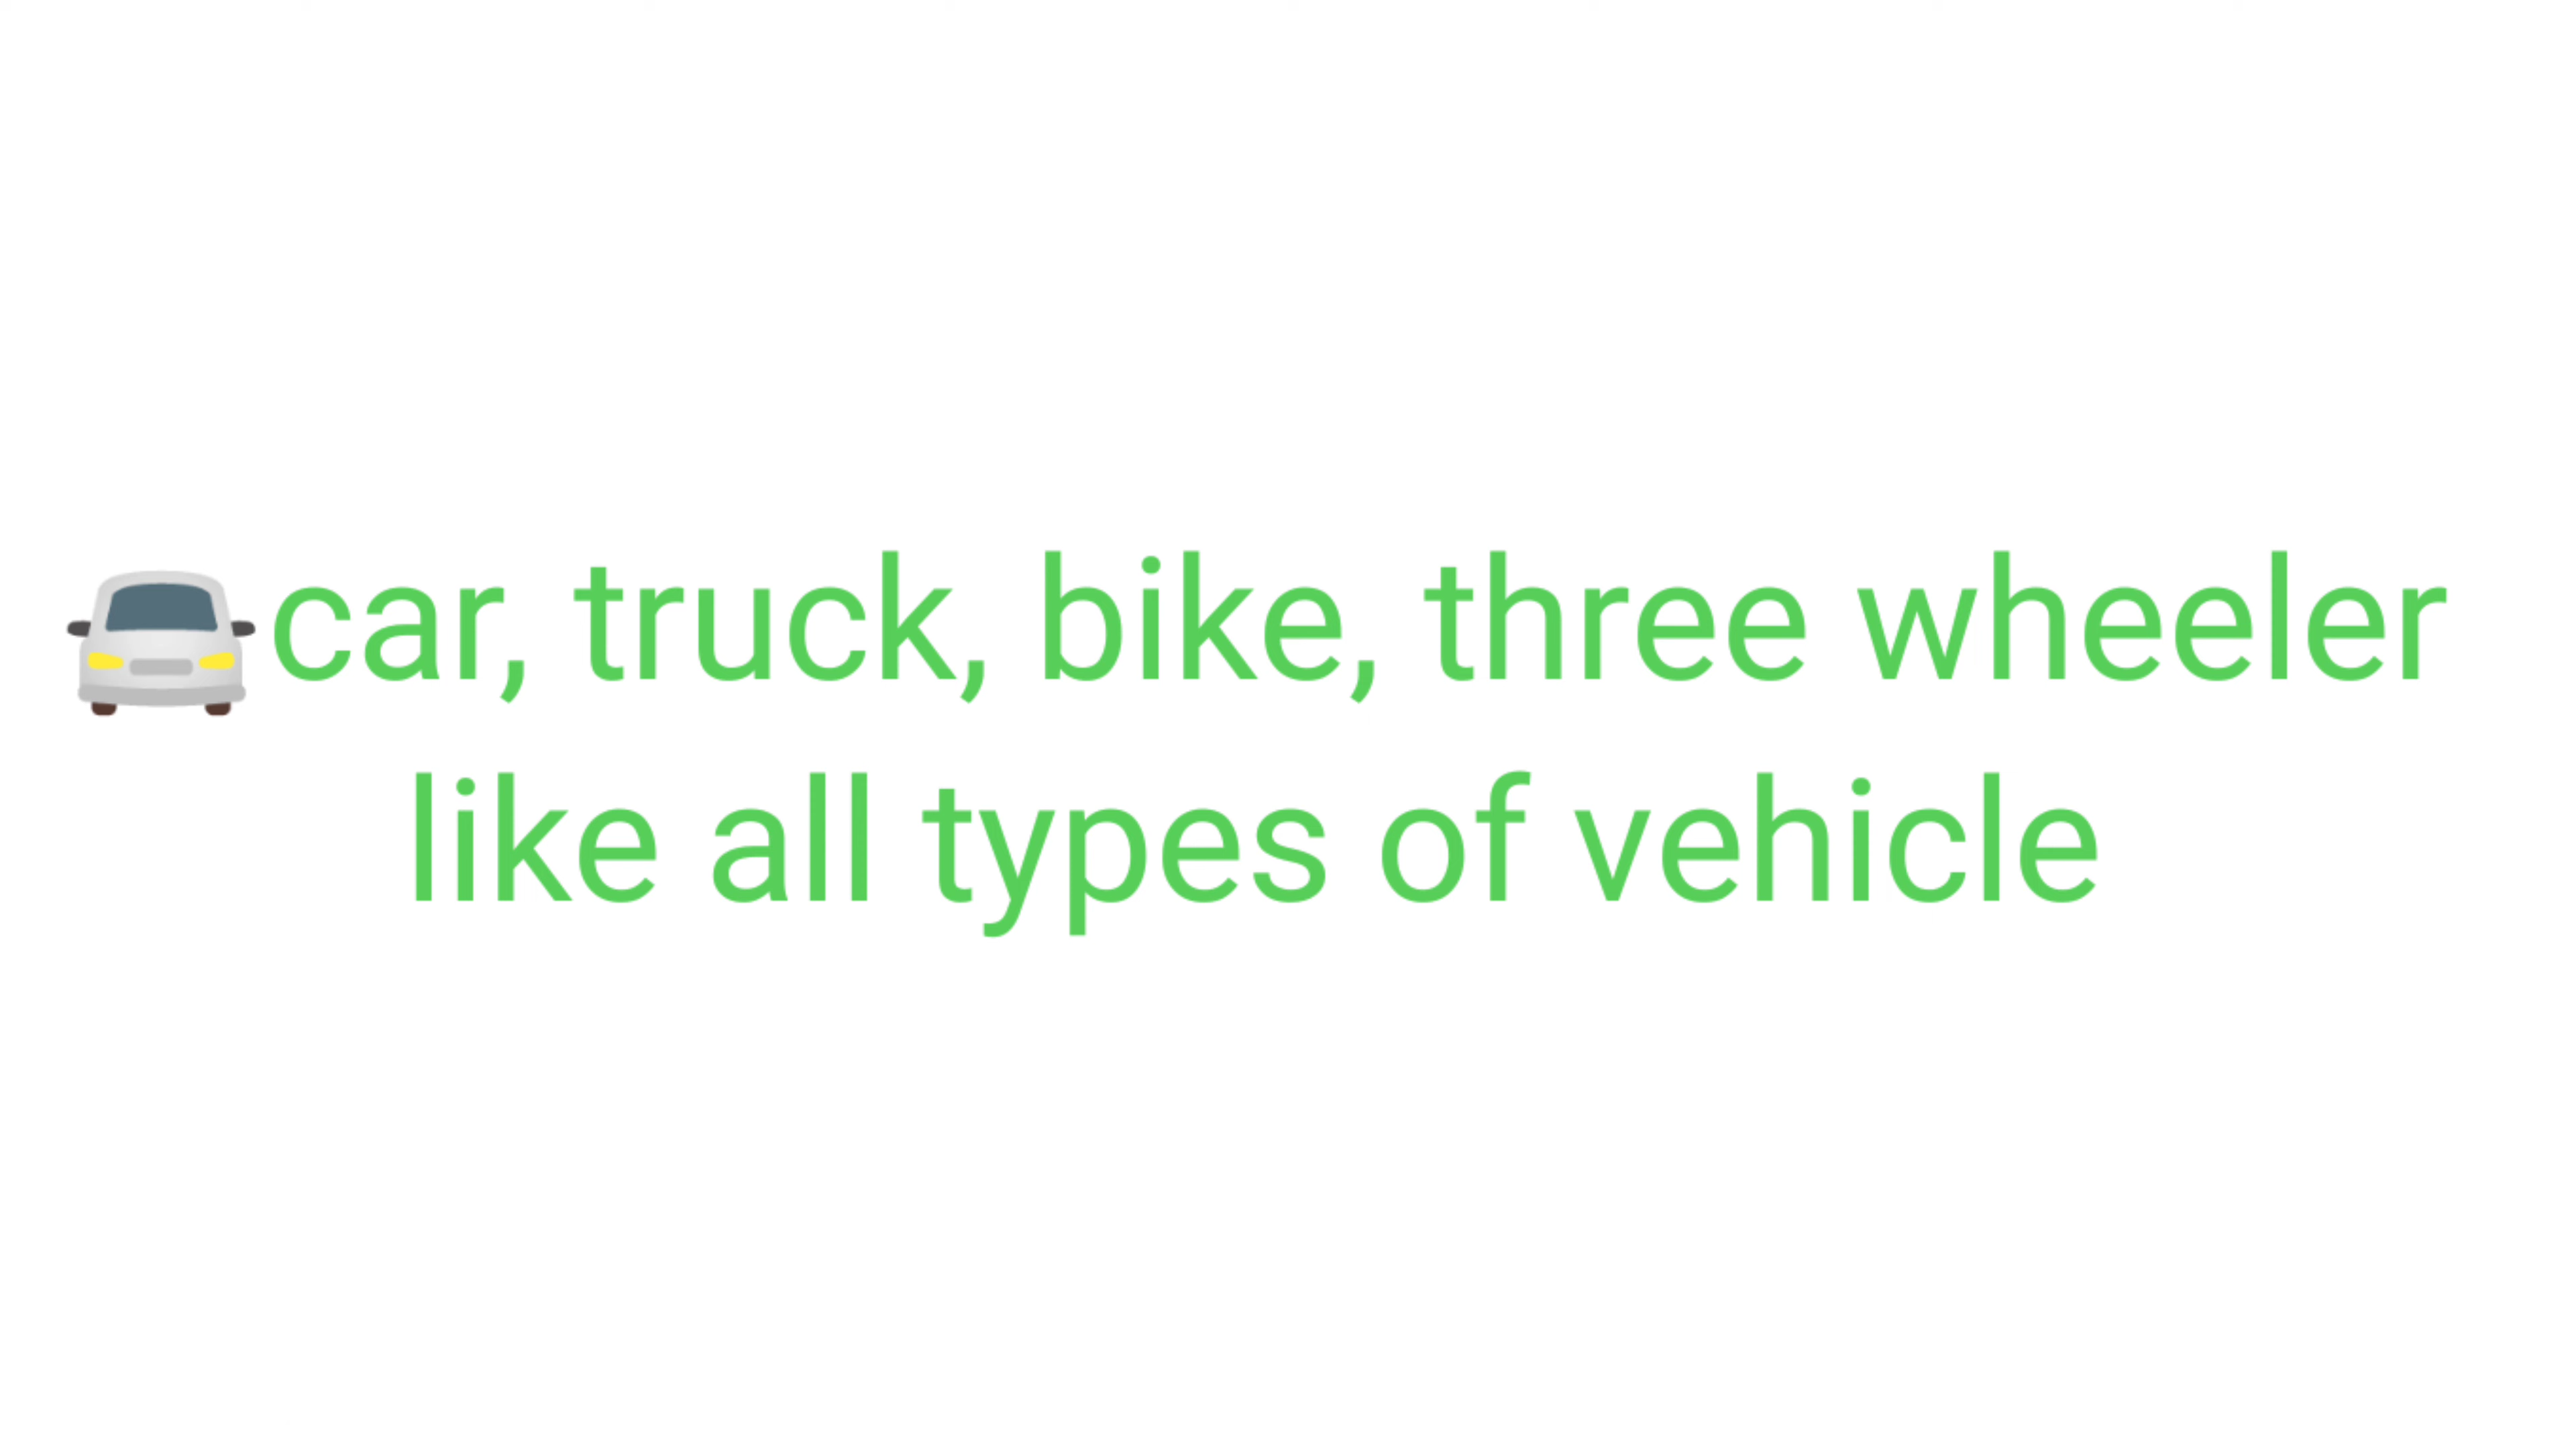 🚘car, truck, bike, three wheeler
like all types of vehicle